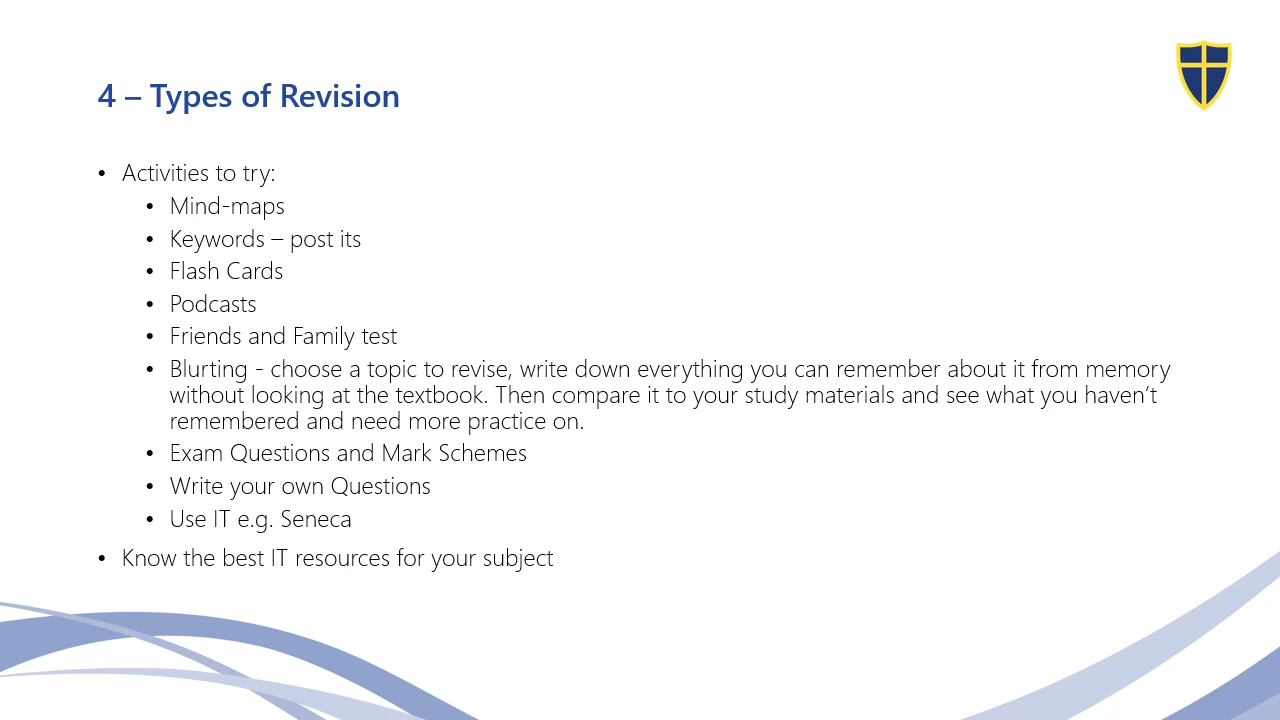 4 – Types of Revision
• Activities to try:
• Mind-maps
• Keywords – post its
• Flash Cards
• Podcasts
• Friends and Family test
• Blurting - choose a topic to revise, write down everything you can remember about it from memory
without looking at the textbook. Then compare it to your study materials and see what you haven’t
remembered and need more practice on.
• Exam Questions and Mark Schemes
• Write your own Questions
• Use IT e.g. Seneca
• Know the best IT resources for your subject